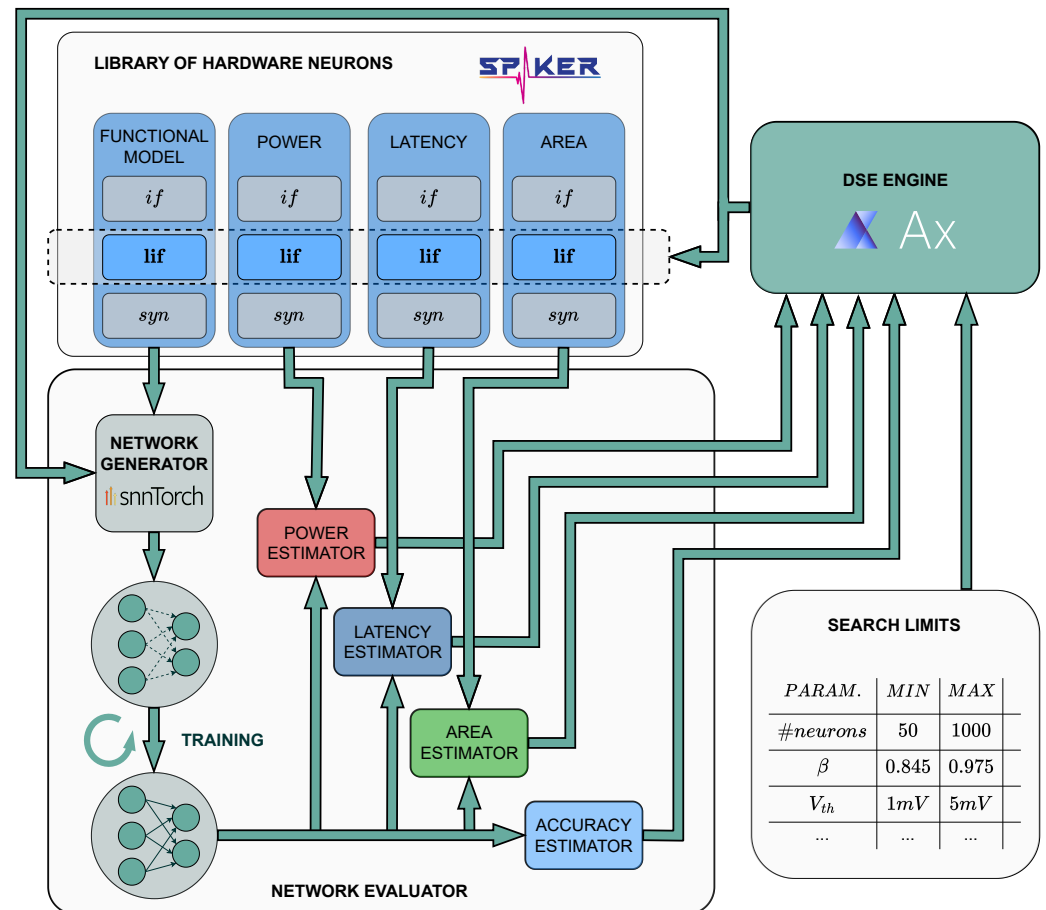 LIBRARY OF HARDWARE NEURONS
SPIKER
FUNCTIONAL
MODEL
if
lif
syn
POWER
if
lif
syn
LATENCY
if
lif
syn
AREA
if
lif
syn
DSE ENGINE
Ax
NETWORK
GENERATOR
snnTorch
POWER
ESTIMATOR
LATENCY
ESTIMATOR
AREA
ESTIMATOR
ACCURACY
ESTIMATOR
TRAINING
NETWORK EVALUATOR
SEARCH LIMITS
PARAM. MIN MAX
#neurons 50 1000
β 0.845 0.975
V_th 1mV 5mV
... ... ...